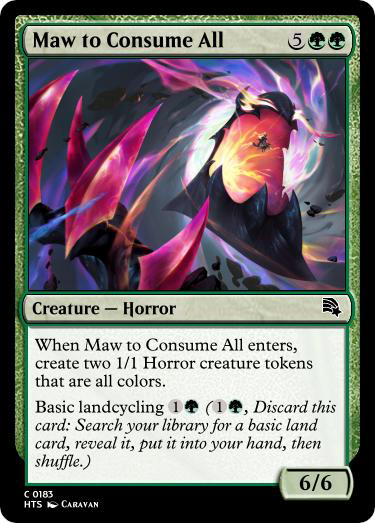 Maw to Consume All 5
Creature — Horror
When Maw to Consume All enters,
create two 1/1 Horror creature tokens
that are all colors.
Basic landcycling 1 (1, Discard this
card: Search your library for a basic land
card, reveal it, put it into your hand, then
shuffle.)
6/6
C 0183
HTS CARAVAN